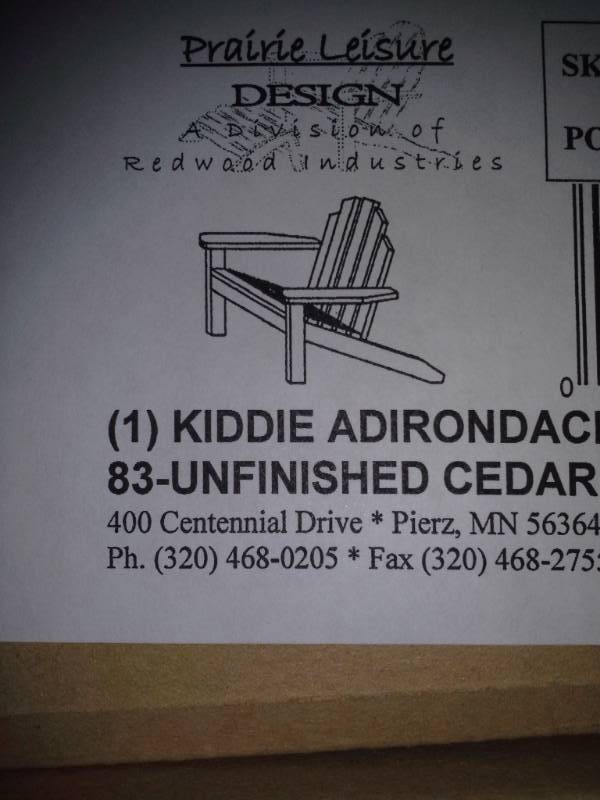 Prairie Leisure
DESIGN
A Division of
Redwood Industries
SK
PO
0
(1) KIDDIE ADIRONDAC
83-UNFINISHED CEDAR
400 Centennial Drive * Pierz, MN 56364
Ph. (320) 468-0205 * Fax (320) 468-275